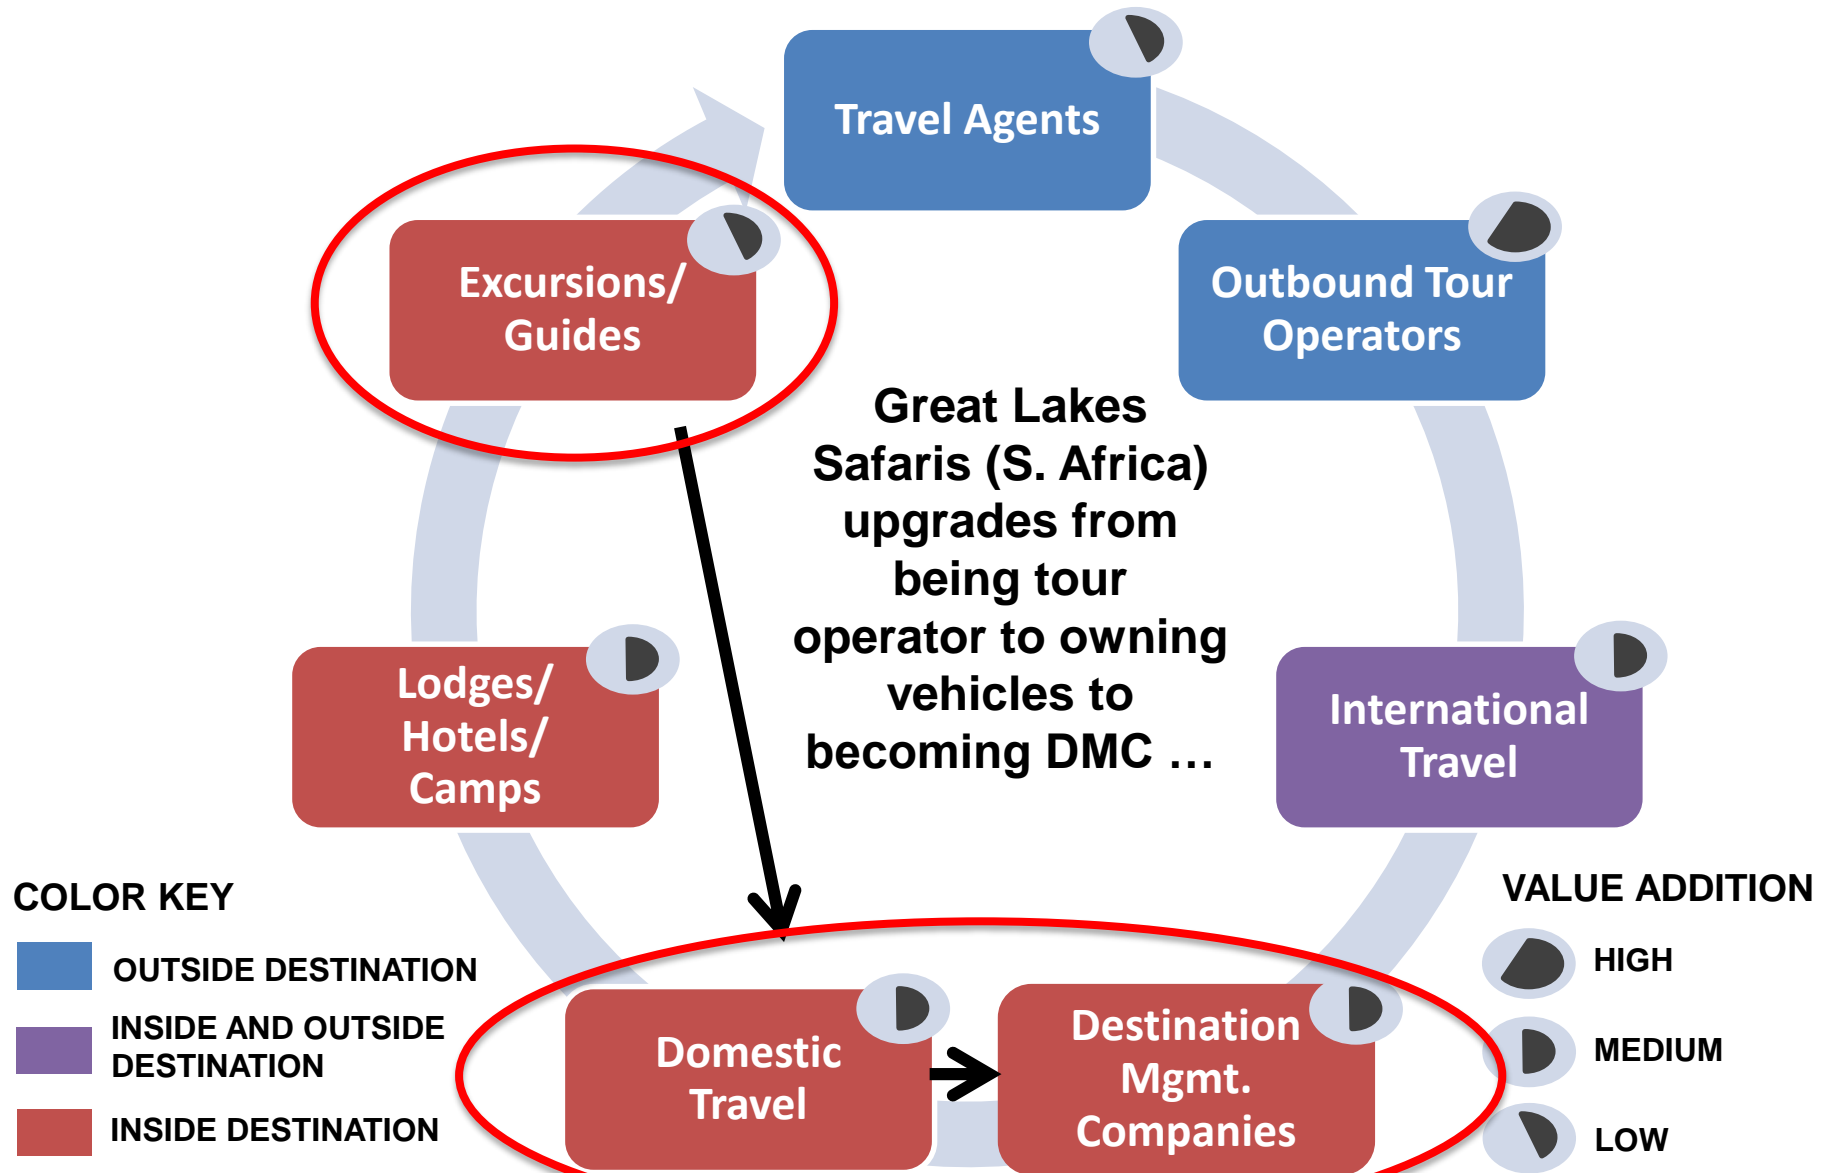 Travel Agents
Excursions/
Guides
Outbound Tour
Operators
Great Lakes
Safaris (S. Africa)
upgrades from
being tour
operator to owning
vehicles to
becoming DMC …
Lodges/
Hotels/
Camps
International
Travel
Domestic
Travel
Destination
Mgmt.
Companies
COLOR KEY
OUTSIDE DESTINATION
INSIDE AND OUTSIDE
DESTINATION
INSIDE DESTINATION
VALUE ADDITION
HIGH
MEDIUM
LOW